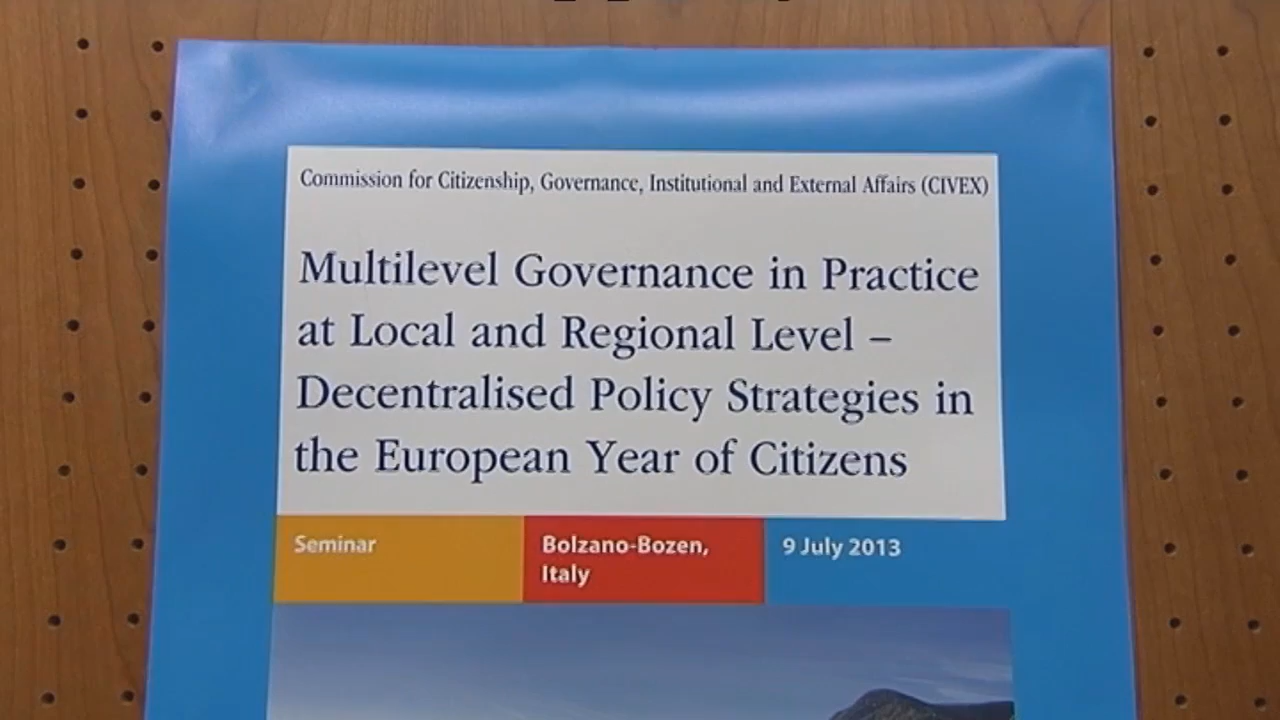 Commission for Citizenship, Governance, Institutional and External Affairs (CIVEX)
Multilevel Governance in Practice
at Local and Regional Level –
Decentralised Policy Strategies in
the European Year of Citizens
Seminar
Bolzano-Bozen,
Italy
9 July 2013